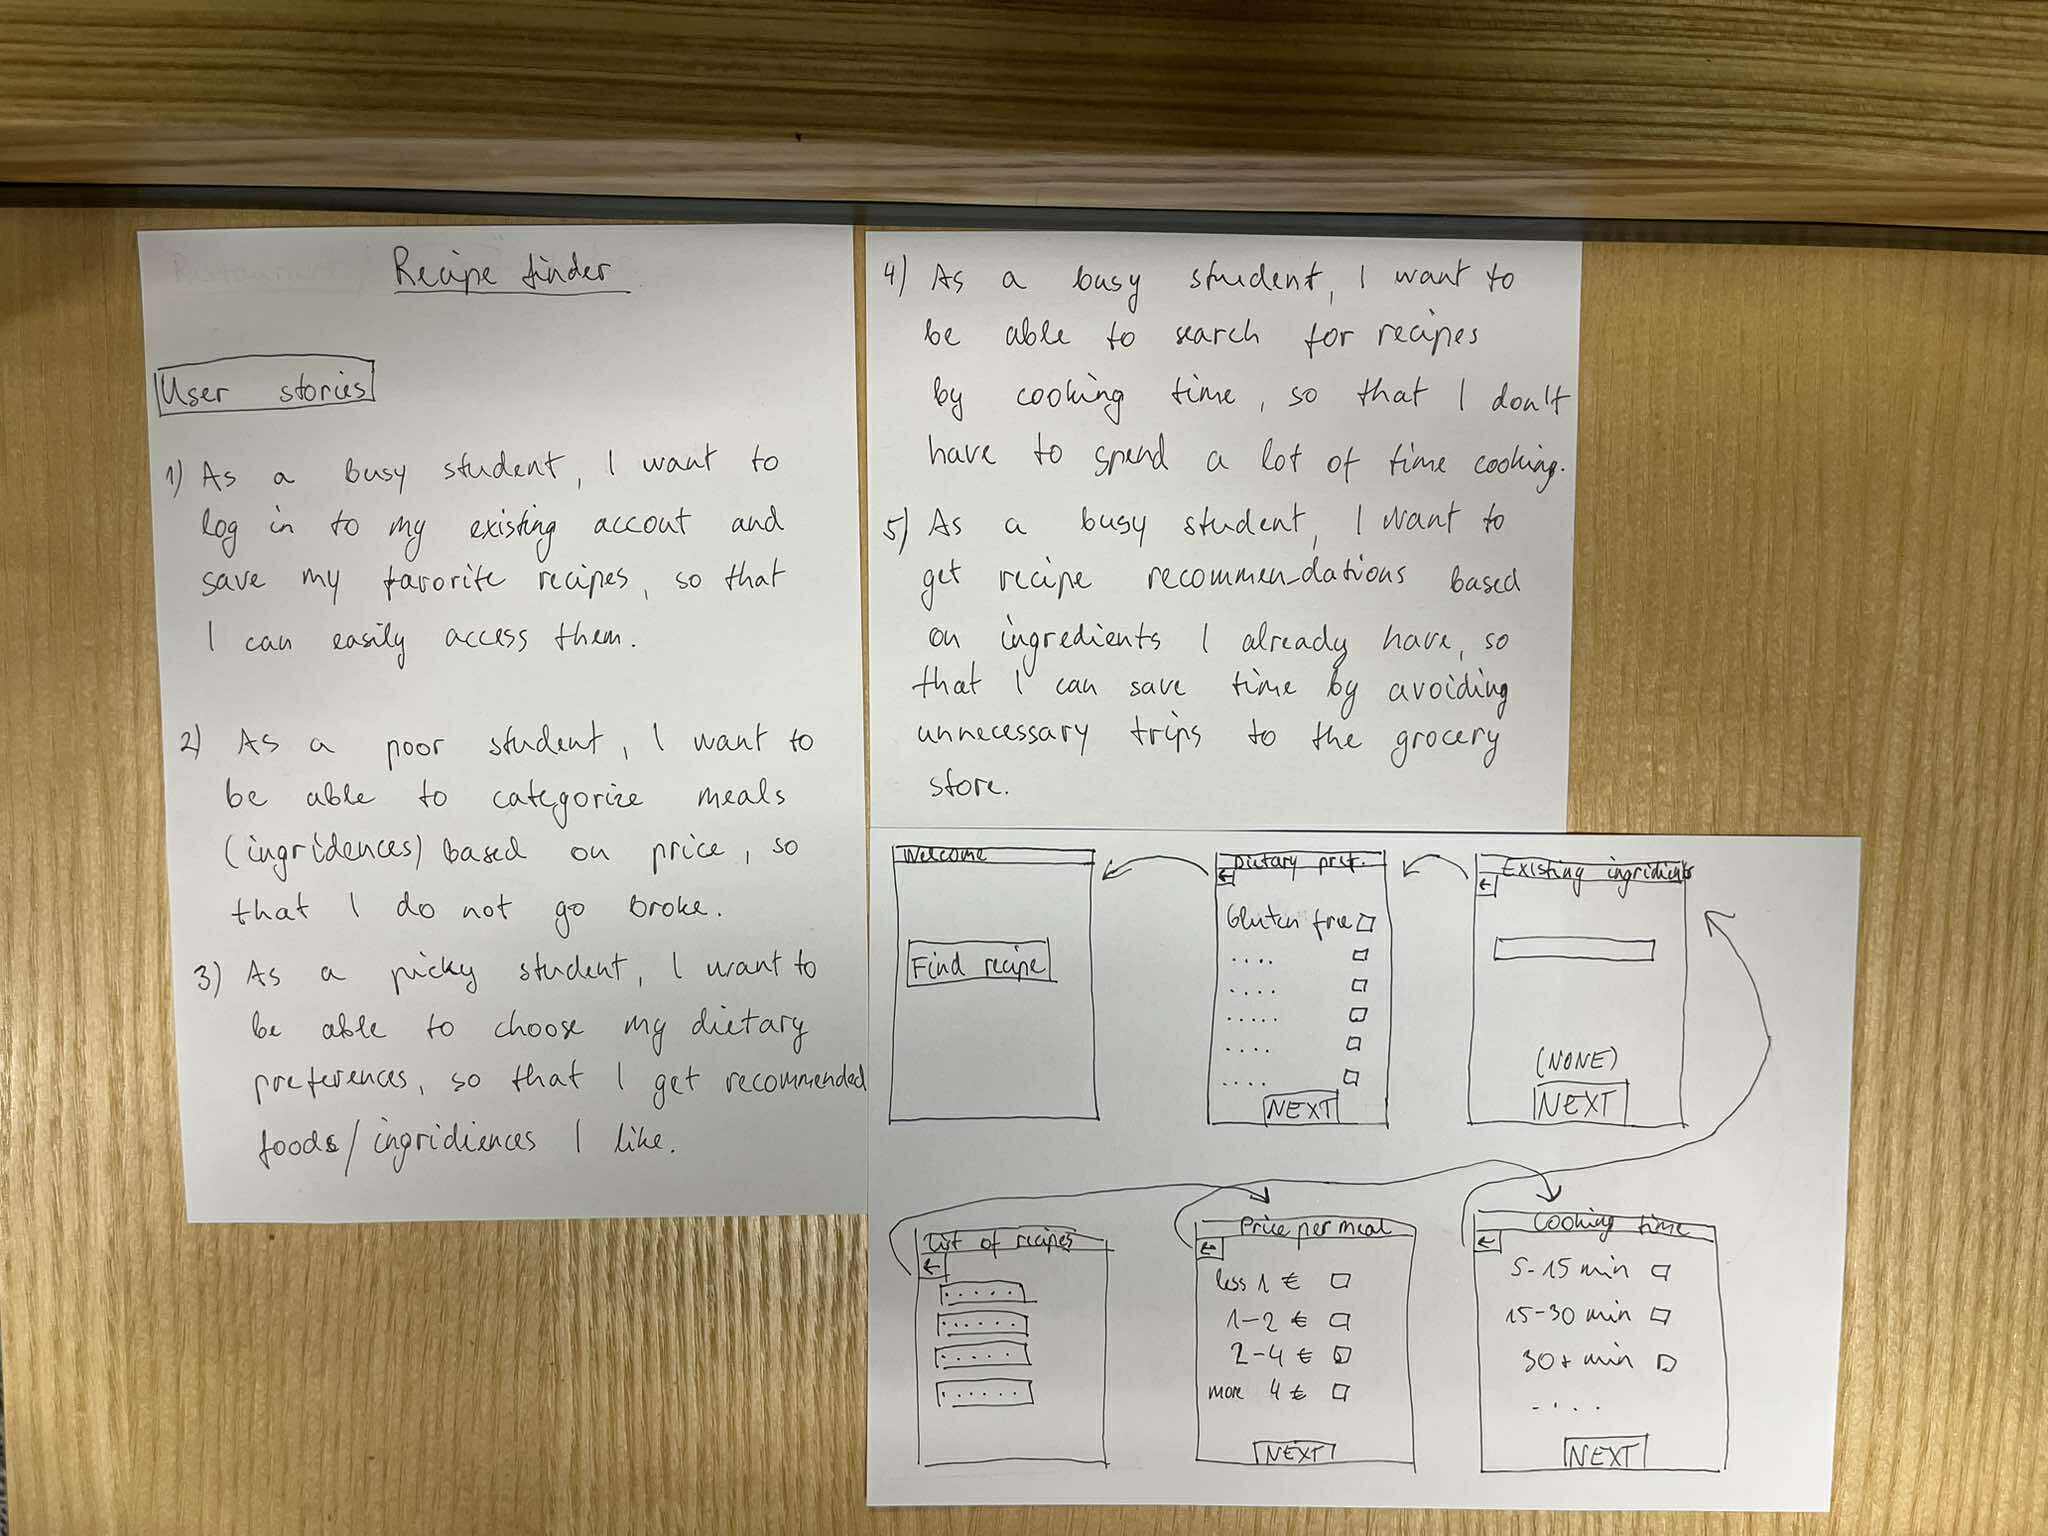 Recipe finder
User stories
1) As a busy student, I want to
log in to my existing accout and
save my favorite recipes, so that
I can easily access them.
2) As a poor student, I want to
be able to categorize meals
(ingridences) based on price, so
that I do not go broke.
3) As a picky student, I want to
be able to choose my dietary
preferences, so that I get recommended
foods/ingridiences I like.
4) As a busy student, I want to
be able to search for recipes
by cooking time, so that I don't
have to spend a lot of time cooking.
5) As a busy student, I want to
get recipe recommen-dations based
on ingredients I already have, so
that I can save time by avoiding
unnecessary trips to the grocery
store.
Welcome
Find recipe
Dietary pref.
←
Gluten free
....
....
.....
....
....
NEXT
Existing ingridients
←
(NONE)
NEXT
List of recipes
←
.....
......
.....
......
Price per meal
←
less 1 €
1-2 €
2-4 €
more 4 €
NEXT
Cooking time
←
5-15 min
15-30 min
30+ min
....
NEXT